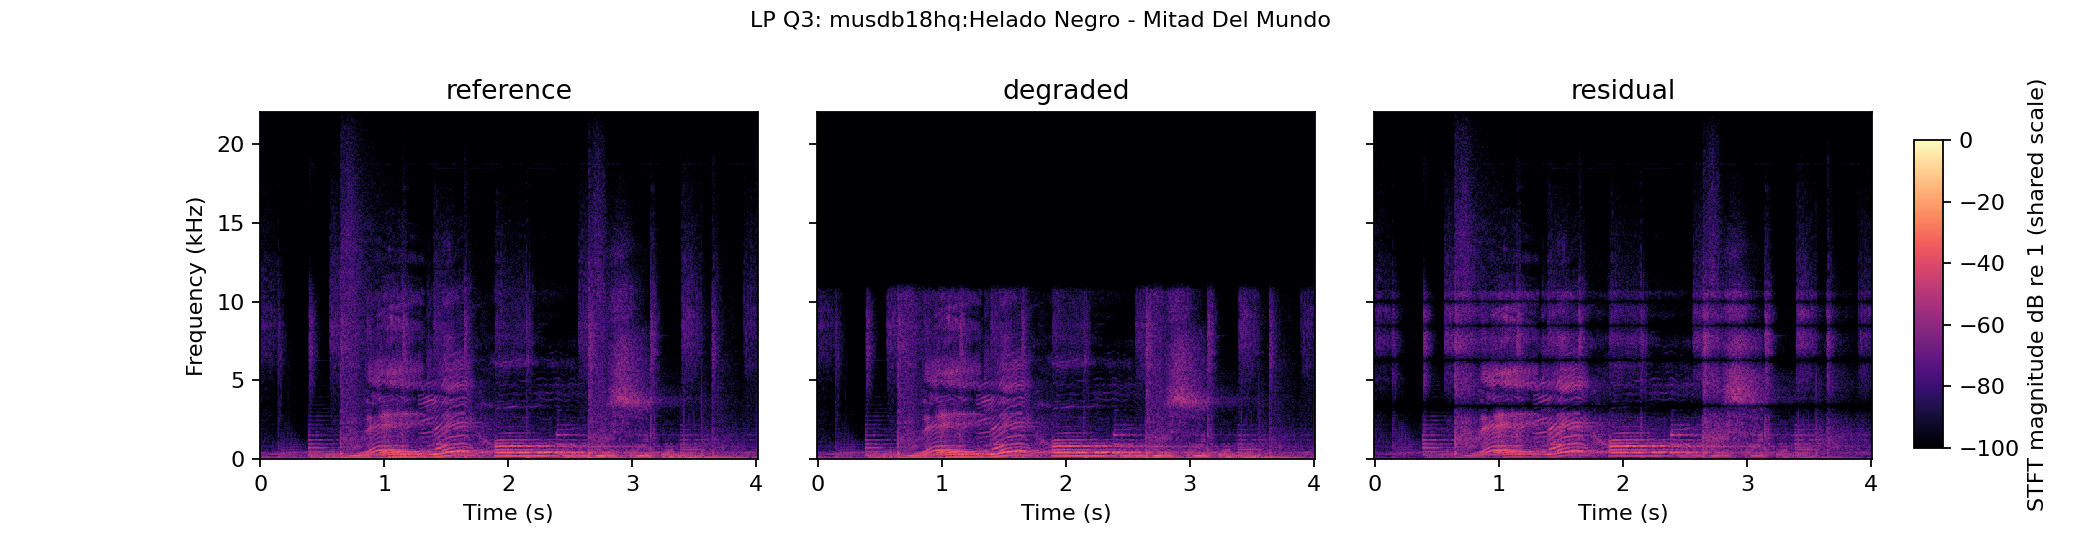 LP Q3: musdb18hq:Helado Negro - Mitad Del Mundo
reference
degraded
residual
Frequency (kHz)
20
15
10
5
0
0 1 2 3 4
Time (s)
0 1 2 3 4
Time (s)
0 1 2 3 4
Time (s)
0
−20
−40
−60
−80
−100
STFT magnitude dB re 1 (shared scale)